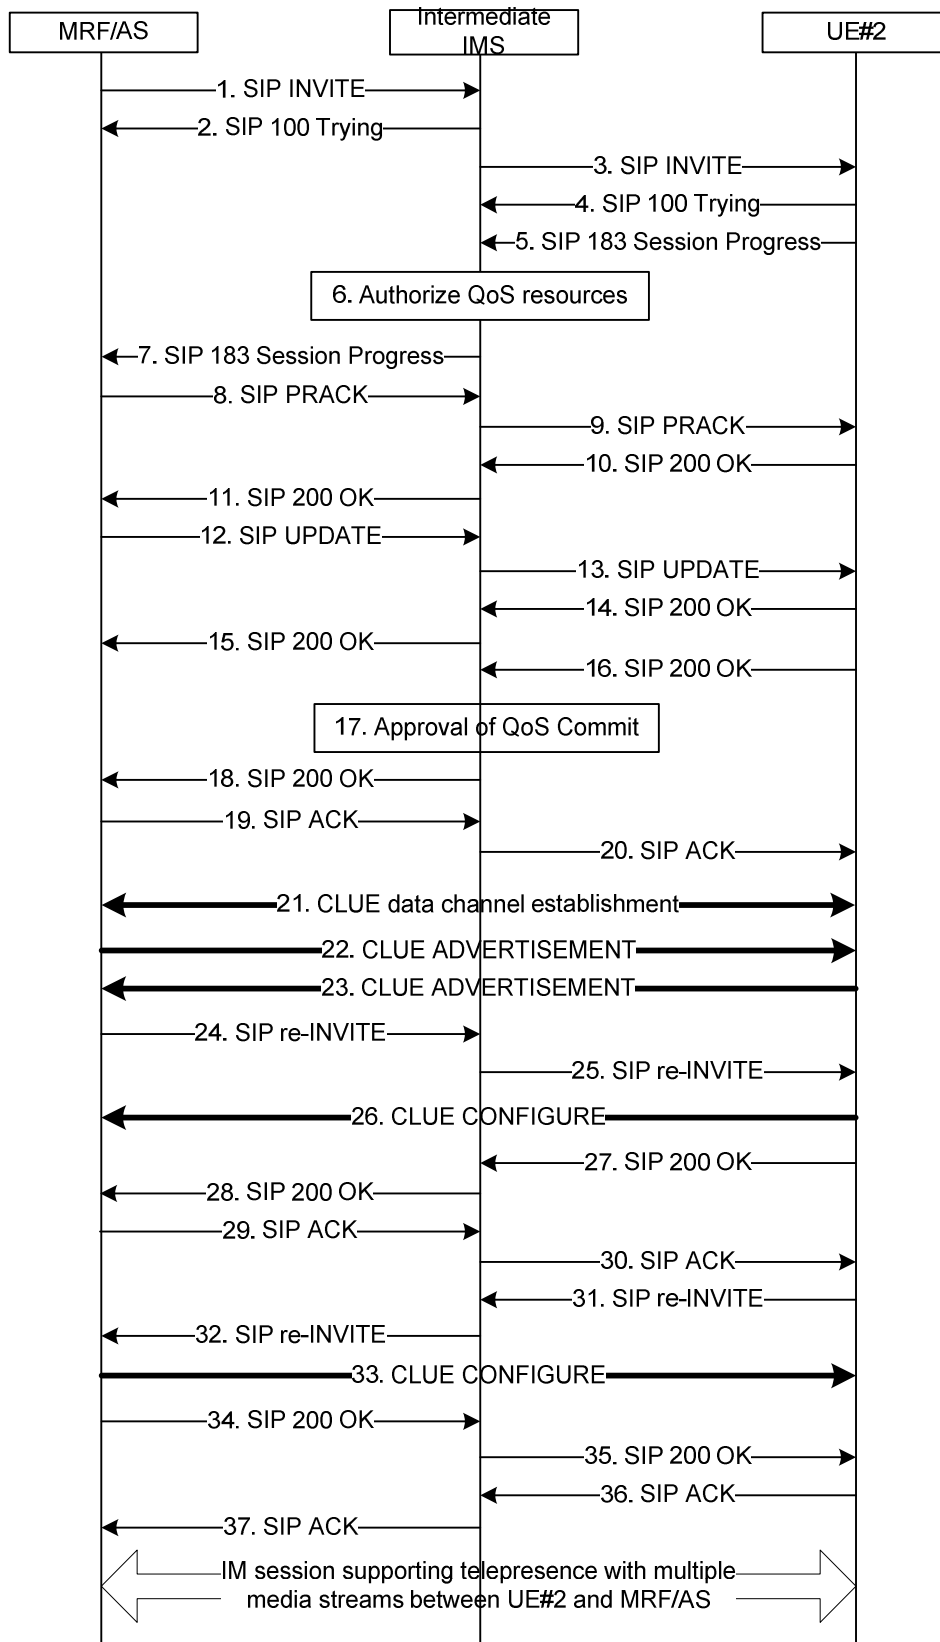 MRF/AS
Intermediate
IMS
UE#2
1. SIP INVITE
2. SIP 100 Trying
3. SIP INVITE
4. SIP 100 Trying
5. SIP 183 Session Progress
6. Authorize QoS resources
7. SIP 183 Session Progress
8. SIP PRACK
9. SIP PRACK
10. SIP 200 OK
11. SIP 200 OK
12. SIP UPDATE
13. SIP UPDATE
14. SIP 200 OK
15. SIP 200 OK
16. SIP 200 OK
17. Approval of QoS Commit
18. SIP 200 OK
19. SIP ACK
20. SIP ACK
21. CLUE data channel establishment
22. CLUE ADVERTISEMENT
23. CLUE ADVERTISEMENT
24. SIP re-INVITE
25. SIP re-INVITE
26. CLUE CONFIGURE
27. SIP 200 OK
28. SIP 200 OK
29. SIP ACK
30. SIP ACK
31. SIP re-INVITE
32. SIP re-INVITE
33. CLUE CONFIGURE
34. SIP 200 OK
35. SIP 200 OK
36. SIP ACK
37. SIP ACK
IM session supporting telepresence with multiple
media streams between UE#2 and MRF/AS